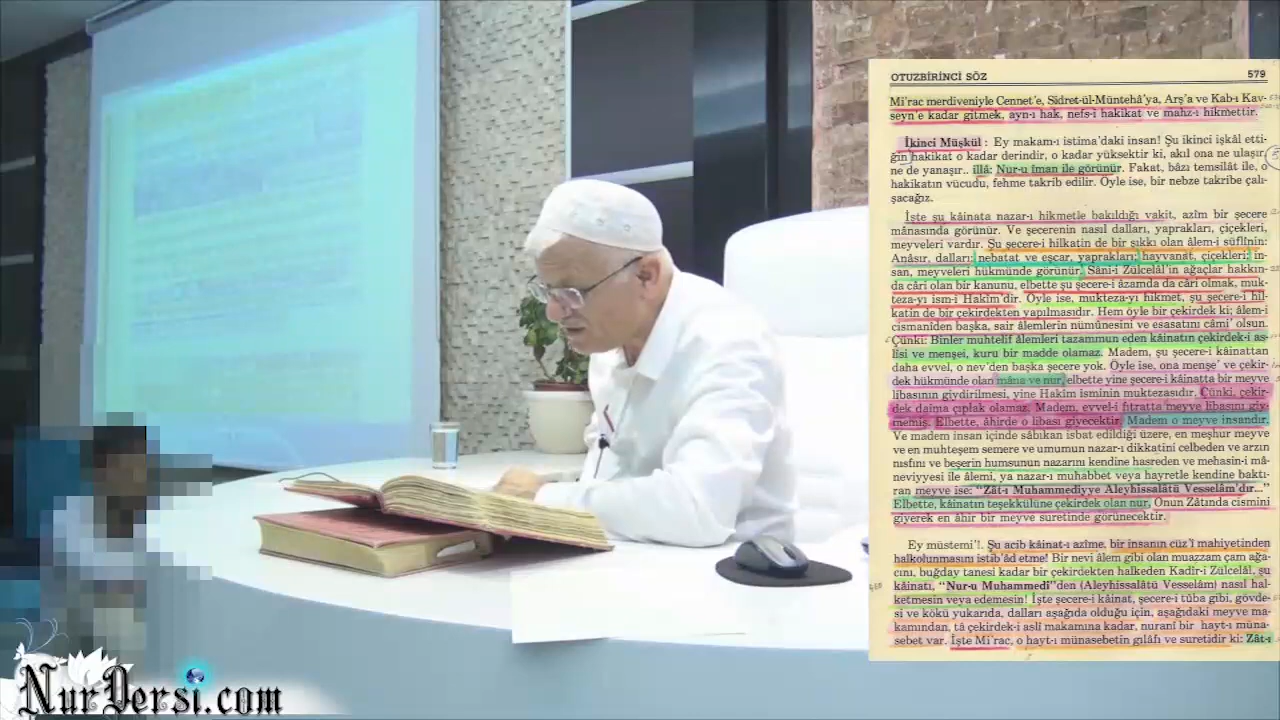 OTUZBİRİNCİ SÖZ 579
Mi'rac merdiveniyle Cennet'e, Sidret-ül-Müntehâ'ya, Arş'a ve Kab-ı Kav-
seyn'e kadar gitmek, ayn-ı hak, nefs-i hakikat ve mahz-ı hikmettir.
İkinci Müşkül : Ey makam-ı istima'daki insan! Şu ikinci işkâl etti-
ğin hakikat o kadar derindir, o kadar yüksektir ki, akıl ona ne ulaşır,
ne de yanaşır.. illâ: Nur-u îman ile görünür. Fakat, bâzı temsilât ile, o
hakikatın vücudu, fehme takrib edilir. Öyle ise, bir nebze takribe çalı-
şacağız.
İşte şu kâinata nazar-ı hikmetle bakıldığı vakit, azîm bir şecere
mânasında görünür. Ve şecerenin nasıl dalları, yaprakları, çiçekleri,
meyveleri vardır. Şu şecere-i hilkatin de bir şıkkı olan âlem-i süflînin:
Anâsır, dalları; nebatat ve eşcar, yaprakları; hayvanat, çiçekleri; in-
san, meyveleri hükmünde görünür. Sâni-i Zülcelâl'in ağaçlar hakkın-
da câri olan bir kanunu, elbette şu şecere-i âzamda da câri olmak, muk-
teza-yı ism-i Hakîm'dir. Öyle ise, mukteza-yı hikmet, şu şecere-i hil-
katin de bir çekirdekten yapılmasıdır. Hem öyle bir çekirdek ki; âlem-i
cismanîden başka, sair âlemlerin nümûnesini ve esasatını câmi' olsun.
Çünki: Binler muhtelif âlemleri tazammun eden kâinatın çekirdek-i as-
lîsi ve menşei, kuru bir madde olamaz. Madem, şu şecere-i kâinattan
daha evvel, o nev'den başka şecere yok. Öyle ise, ona menşe' ve çekir-
dek hükmünde olan mâna ve nur, elbette yine şecere-i kâinatta bir meyve
libasının giydirilmesi, yine Hakîm isminin muktezasıdır. Çünki, çekir-
dek daima çıplak olamaz. Madem, evvel-i fıtratta meyve libasını giy-
memiş. Elbette, âhirde o libası giyecektir. Madem o meyve insandır.
Ve madem insan içinde sâbıkan isbat edildiği üzere, en meşhur meyve
ve en muhteşem semere ve umumun nazar-ı dikkatini celbeden ve arzın
nısfını ve beşerin humsunun nazarını kendine hasreden ve mehasin-i mâ-
neviyyesi ile âlemi, ya nazar-ı muhabbet veya hayretle kendine baktı-
ran meyve ise: "Zât-ı Muhammediyye Aleyhissalâtü Vesselâm'dır..."
Elbette, kâinatın teşekkülüne çekirdek olan nur, Onun Zâtında cismini
giyerek en âhir bir meyve suretinde görünecektir.
Ey müstemi'!. Şu acib kâinat-ı azîme, bir insanın cüz'î mahiyetinden
halkolunmasını istib'âd etme! Bir nevi âlem gibi olan muazzam çam ağa-
cını, buğday tanesi kadar bir çekirdekten halkeden Kadîr-i Zülcelâl, şu
kâinatı, "Nur-u Muhammedî"den (Aleyhissalâtü Vesselâm) nasıl hal-
ketmesin veya edemesin! İşte şecere-i kâinat, şecere-i tûba gibi, gövde-
si ve kökü yukarıda, dalları aşağıda olduğu için, aşağıdaki meyve ma-
kamından, tâ çekirdek-i aslî makamına kadar, nuranî bir hayt-ı müna-
sebet var. İşte Mi'rac, o hayt-ı münasebetin gılâfı ve suretidir ki: Zât-ı
NurDersi.com